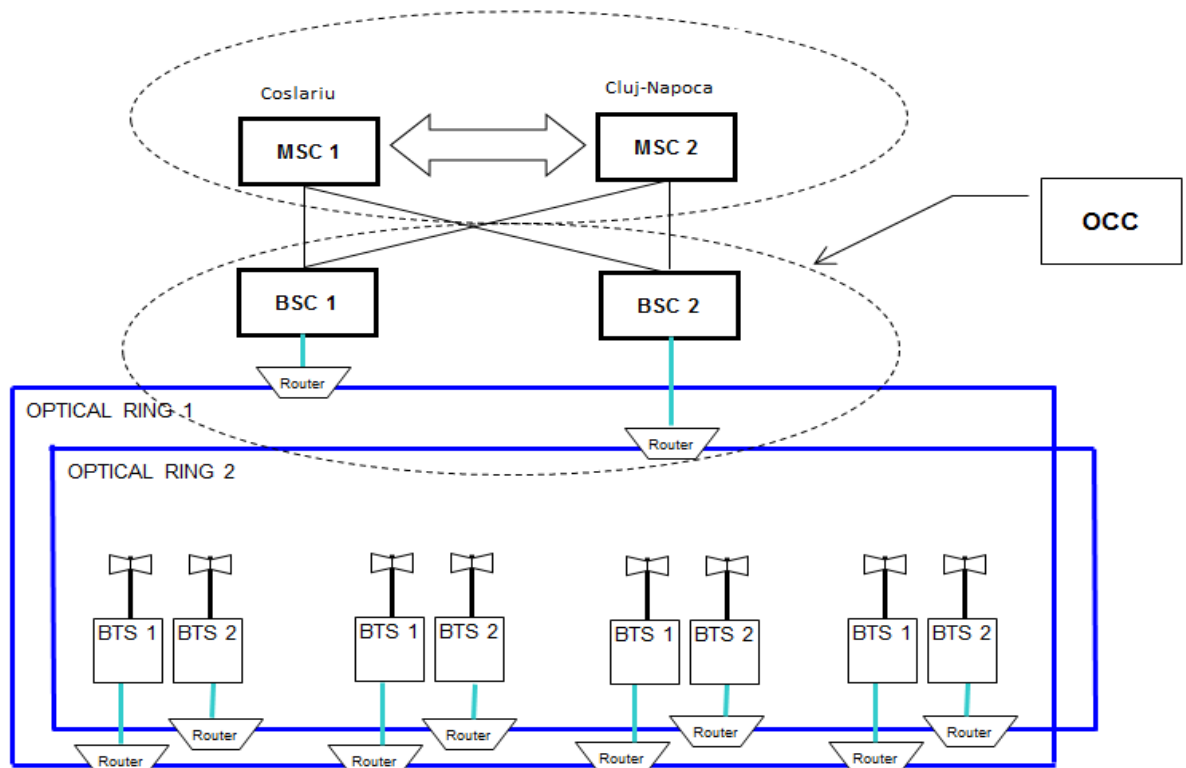 Coslariu
Cluj-Napoca
MSC 1
MSC 2
OCC
BSC 1
BSC 2
Router
OPTICAL RING 1
Router
OPTICAL RING 2
BTS 1
BTS 2
BTS 1
BTS 2
BTS 1
BTS 2
BTS 1
BTS 2
Router
Router
Router
Router
Router
Router
Router
Router